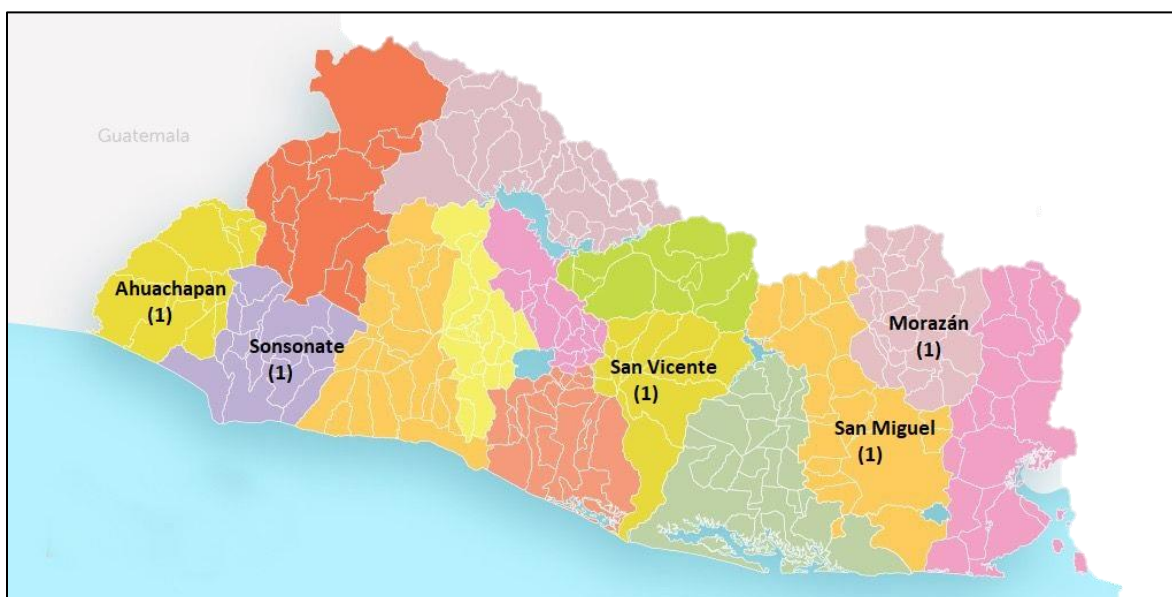 Guatemala
Ahuachapan
(1)
Sonsonate
(1)
San Vicente
(1)
Morazán
(1)
San Miguel
(1)